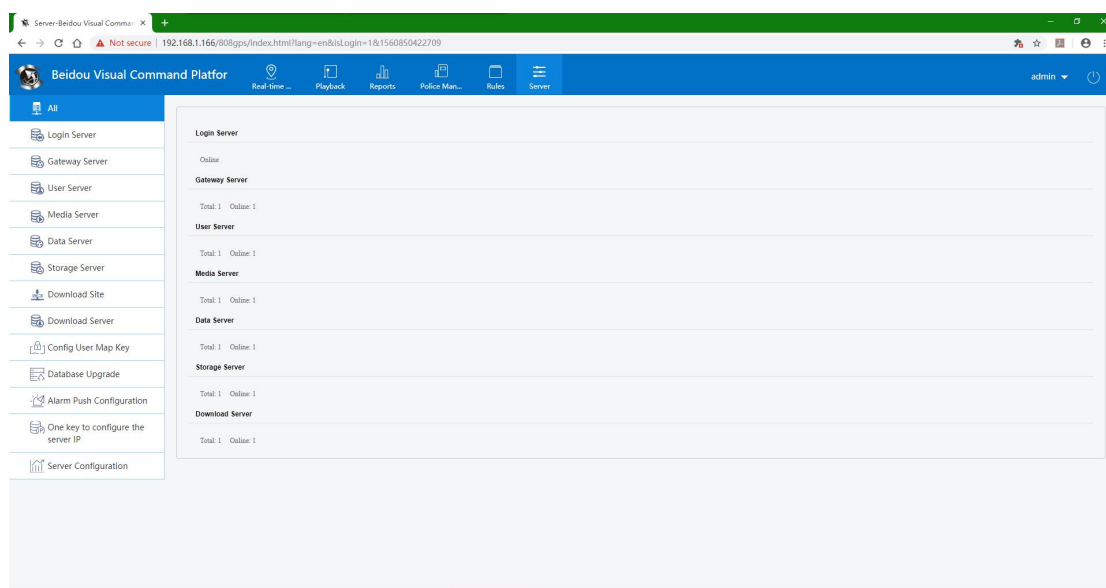 Server-Beidou Visual Comma
Not secure | 192.168.1.166/808gps/index.html?lang=en&isLogin=1&1560850422709
Beidou Visual Command Platfor
Real-time ...
Playback
Reports
Police Man...
Rules
Server
admin
All
Login Server
Gateway Server
User Server
Media Server
Data Server
Storage Server
Download Site
Download Server
Config User Map Key
Database Upgrade
Alarm Push Configuration
One key to configure the
server IP
Server Configuration
Login Server
Online
Gateway Server
Total: 1 Online: 1
User Server
Total: 1 Online: 1
Media Server
Total: 1 Online: 1
Data Server
Total: 1 Online: 1
Storage Server
Total: 1 Online: 1
Download Server
Total: 1 Online: 1